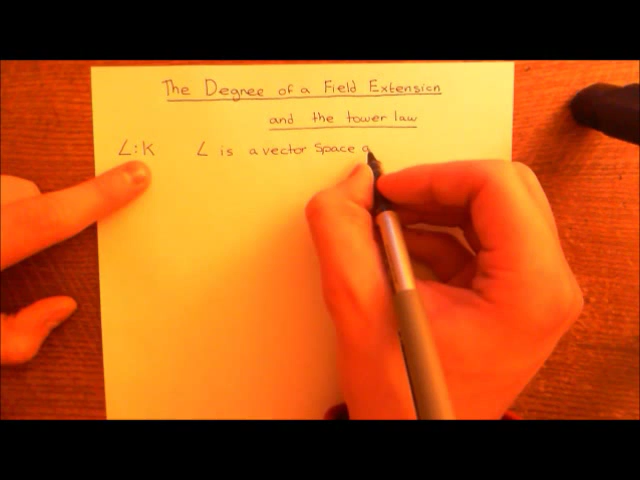 The Degree of a Field Extension
and the tower law
L:K L is a vector Space